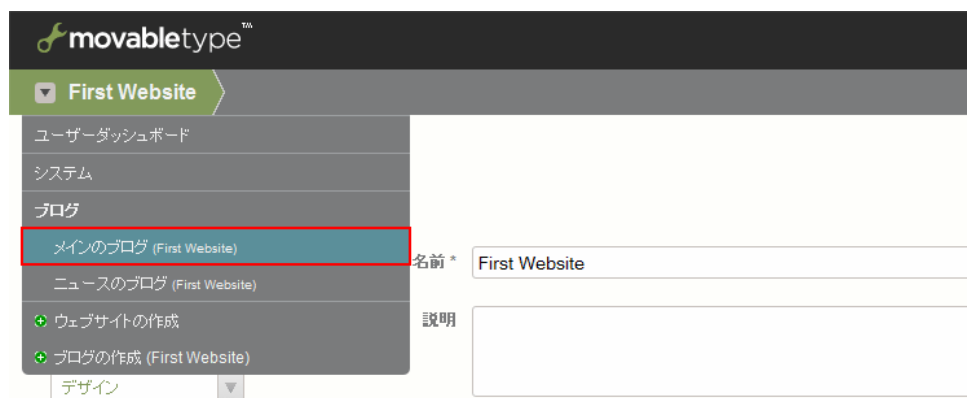 movabletype™
First Website
ユーザーダッシュボード
システム
ブログ
メインのブログ (First Website)
ニュースのブログ (First Website)
ウェブサイトの作成
ブログの作成 (First Website)
デザイン
名前 * First Website
説明